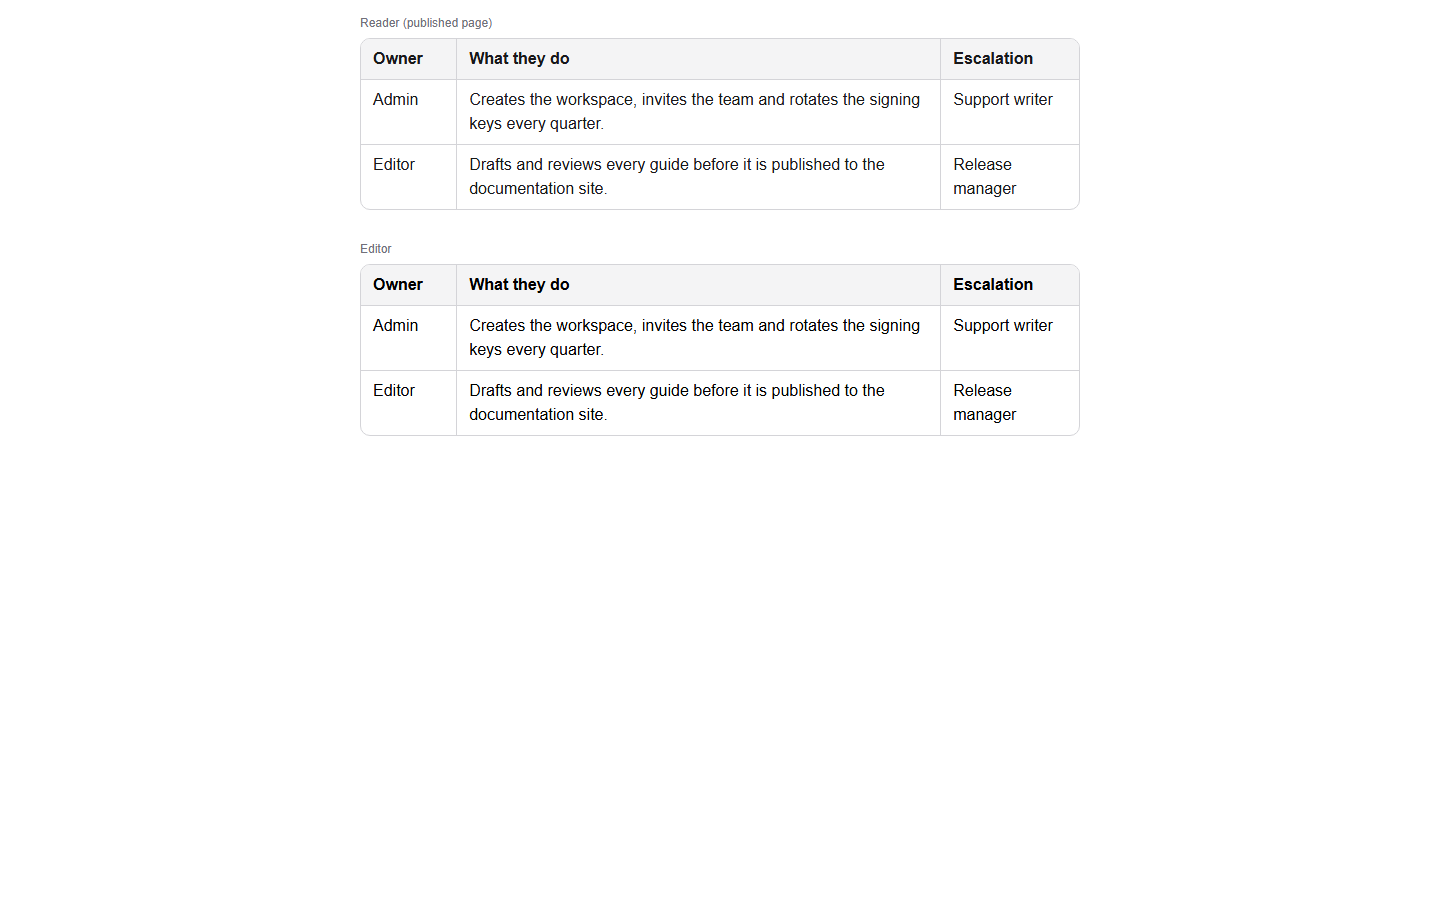 Reader (published page)
Owner What they do Escalation
Admin Creates the workspace, invites the team and rotates the signing Support writer
keys every quarter.
Editor Drafts and reviews every guide before it is published to the Release
documentation site. manager
Editor
Owner What they do Escalation
Admin Creates the workspace, invites the team and rotates the signing Support writer
keys every quarter.
Editor Drafts and reviews every guide before it is published to the Release
documentation site. manager